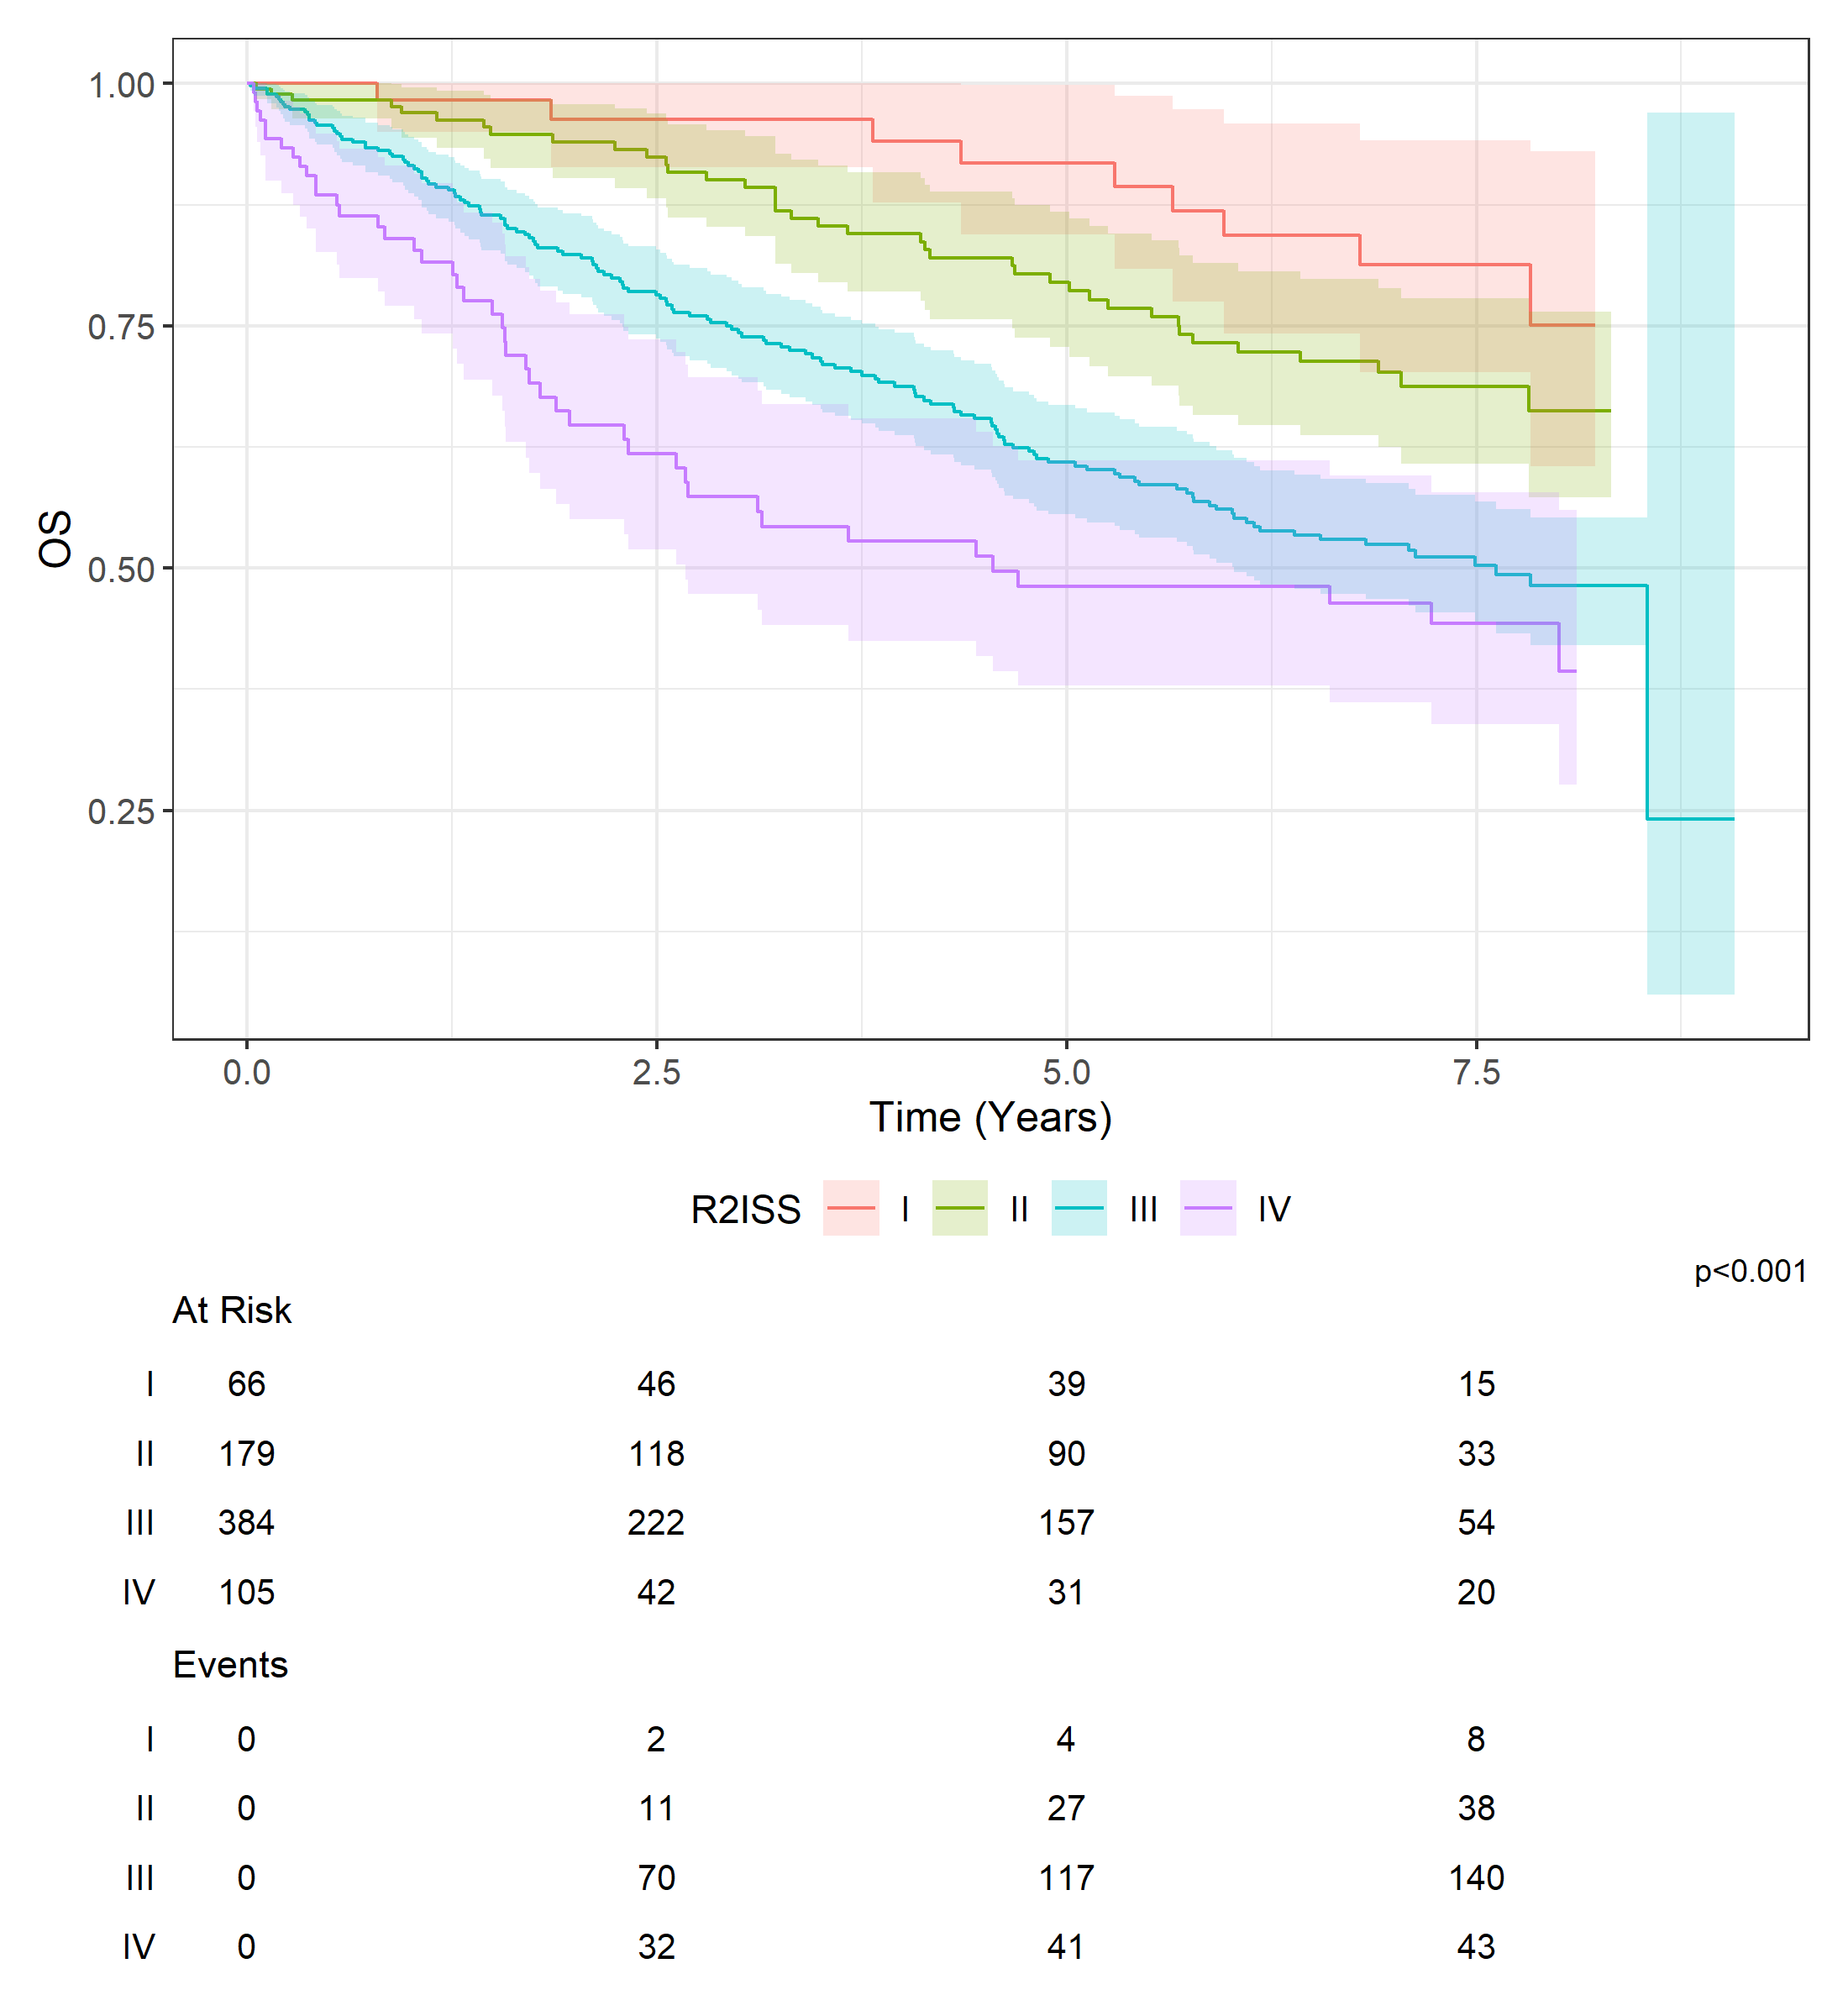 1.00
0.75
0.50
0.25
OS
0.0 2.5 5.0 7.5
Time (Years)
R2ISS I II III IV
p<0.001
At Risk
I 66 46 39 15
II 179 118 90 33
III 384 222 157 54
IV 105 42 31 20
Events
I 0 2 4 8
II 0 11 27 38
III 0 70 117 140
IV 0 32 41 43